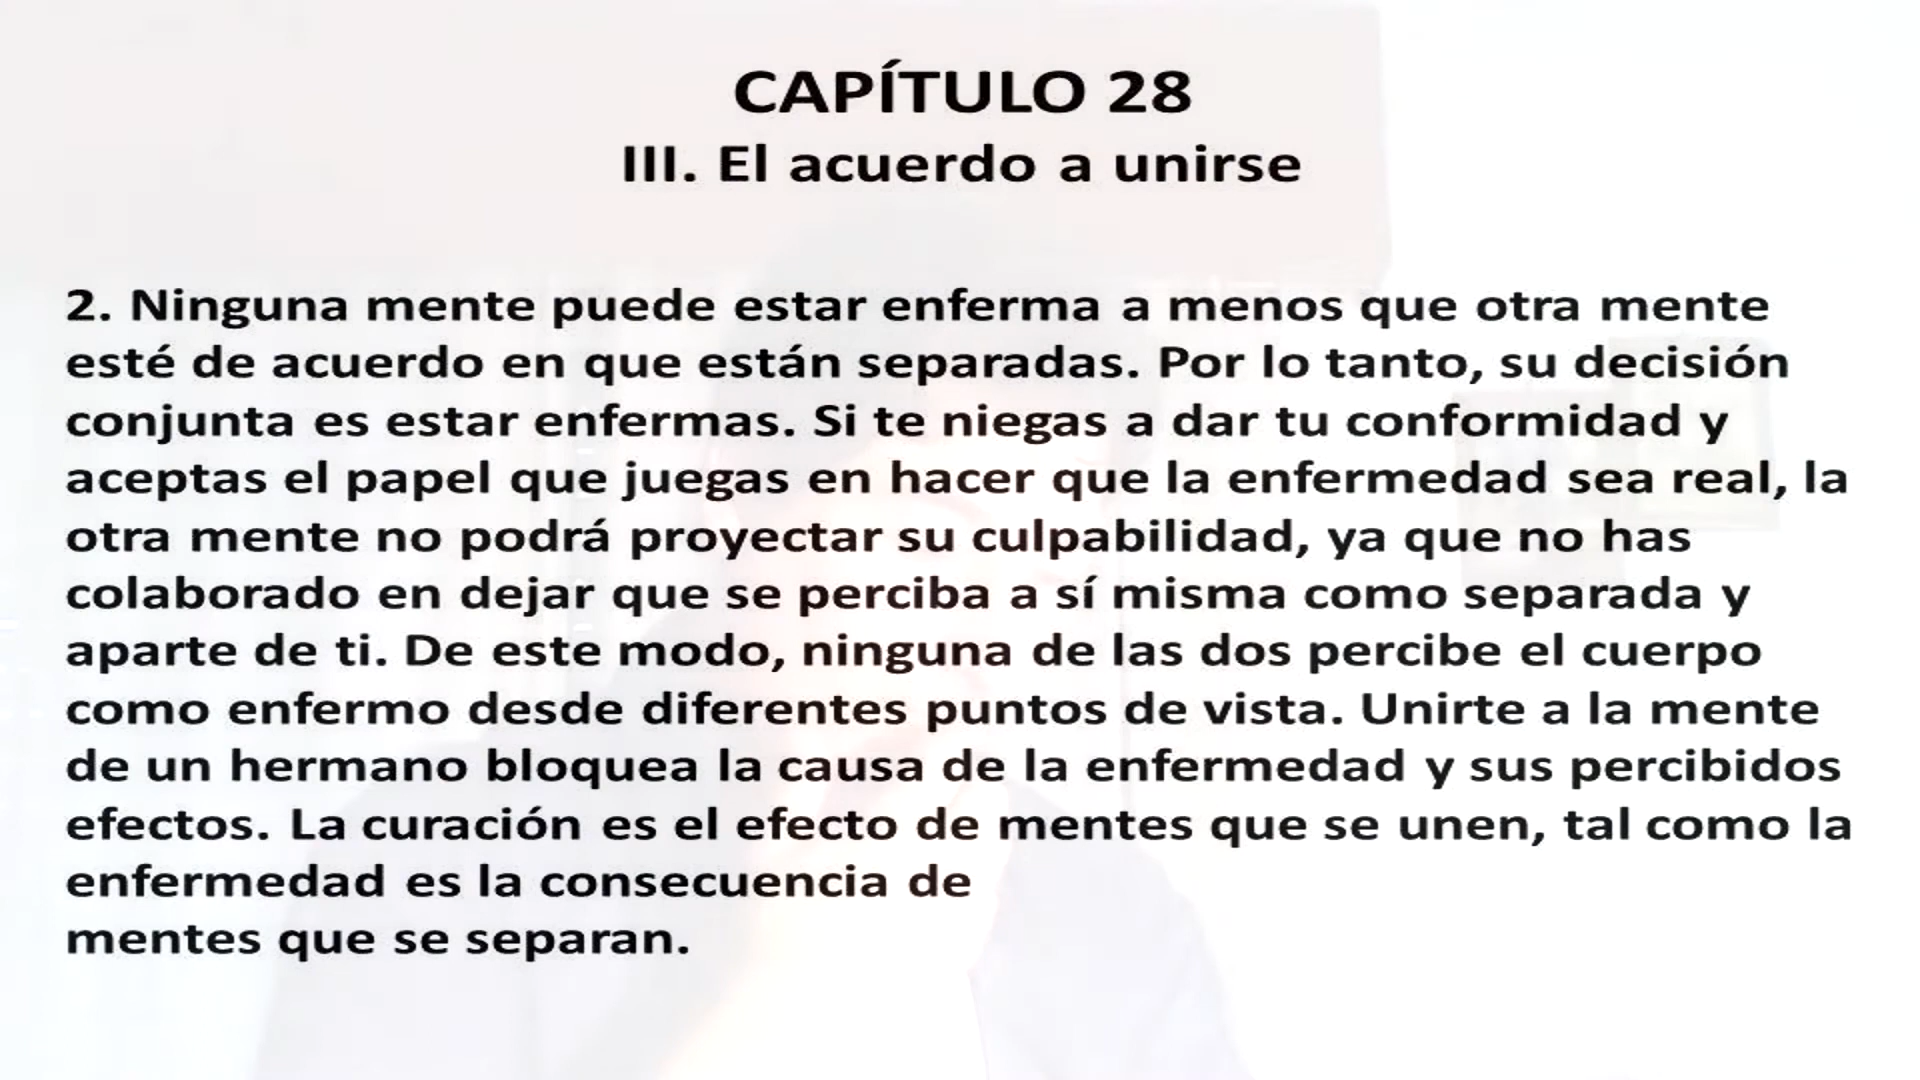 CAPÍTULO 28
III. El acuerdo a unirse
2. Ninguna mente puede estar enferma a menos que otra mente
esté de acuerdo en que están separadas. Por lo tanto, su decisión
conjunta es estar enfermas. Si te niegas a dar tu conformidad y
aceptas el papel que juegas en hacer que la enfermedad sea real, la
otra mente no podrá proyectar su culpabilidad, ya que no has
colaborado en dejar que se perciba a sí misma como separada y
aparte de ti. De este modo, ninguna de las dos percibe el cuerpo
como enfermo desde diferentes puntos de vista. Unirte a la mente
de un hermano bloquea la causa de la enfermedad y sus percibidos
efectos. La curación es el efecto de mentes que se unen, tal como la
enfermedad es la consecuencia de
mentes que se separan.